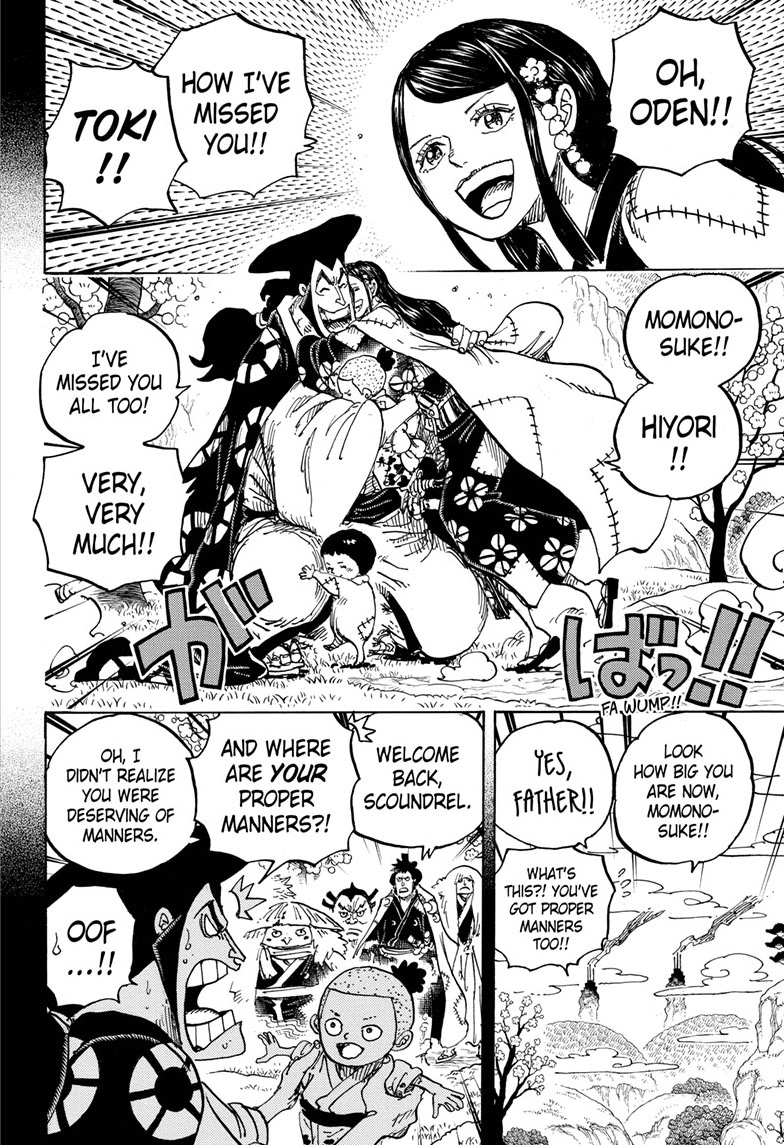 OH,
ODEN!!
HOW I'VE
MISSED
YOU!!
TOKI
!!
MOMONO-
SUKE!!
HIYORI
!!
I'VE
MISSED YOU
ALL TOO!
VERY,
VERY
MUCH!!
ガ
ばっ!!
FA WUMP!!
LOOK
HOW BIG YOU
ARE NOW,
MOMONO-
SUKE!!
YES,
FATHER!!
WHAT'S
THIS?! YOU'VE
GOT PROPER
MANNERS
TOO!!
WELCOME
BACK,
SCOUNDREL.
AND WHERE
ARE YOUR
PROPER
MANNERS?!
OH, I
DIDN'T REALIZE
YOU WERE
DESERVING OF
MANNERS.
OOF
...!!